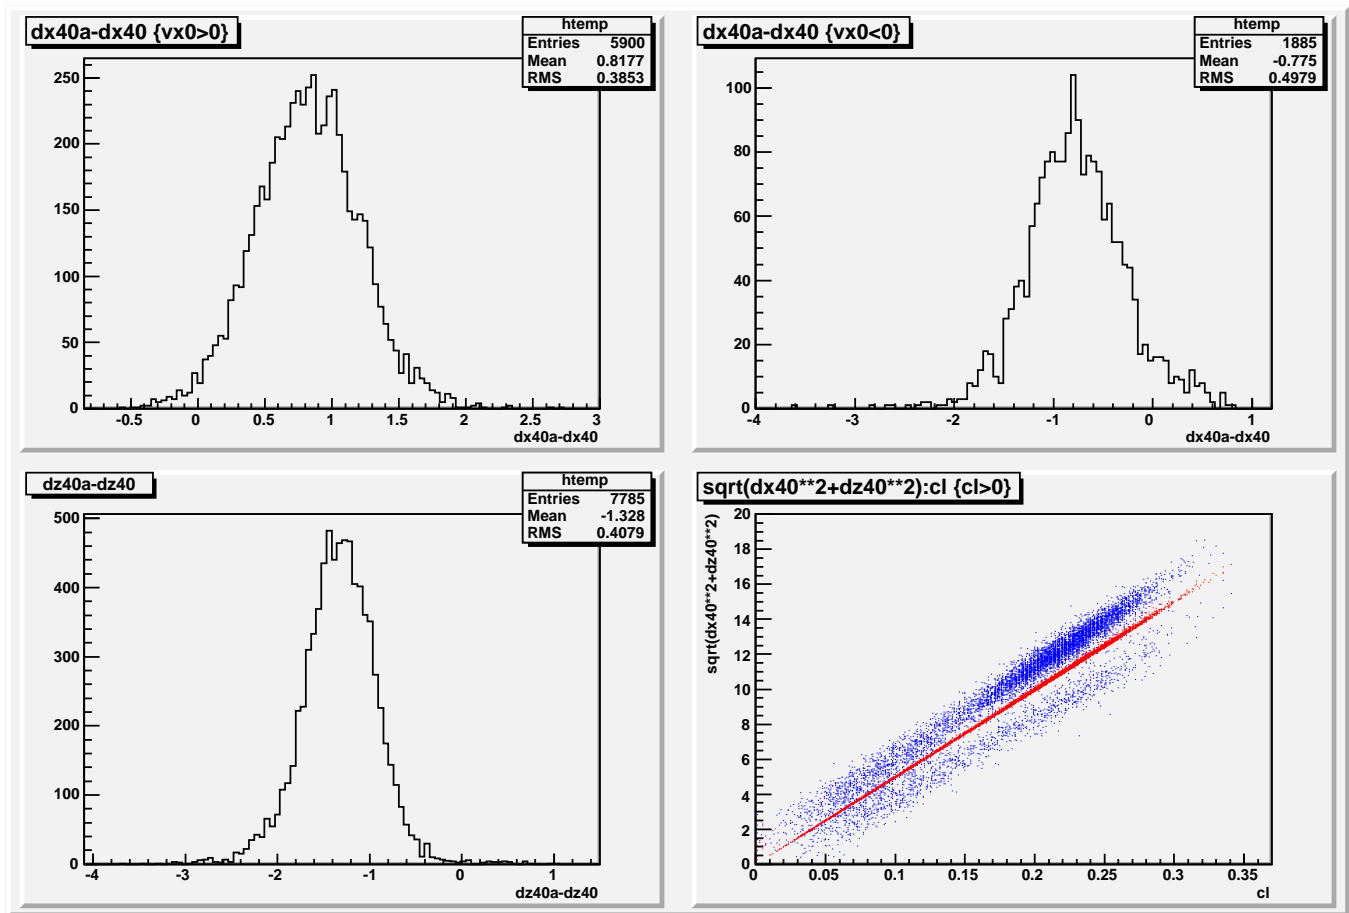 dx40a-dx40 {vx0>0}
htemp
Entries 5900
Mean 0.8177
RMS 0.3853
250
200
150
100
50
0
-0.5 0 0.5 1 1.5 2 2.5 3
dx40a-dx40
dx40a-dx40 {vx0<0}
htemp
Entries 1885
Mean -0.775
RMS 0.4979
100
80
60
40
20
0
-4 -3 -2 -1 0 1
dx40a-dx40
dz40a-dz40
htemp
Entries 7785
Mean -1.328
RMS 0.4079
500
400
300
200
100
0
-4 -3 -2 -1 0 1
dz40a-dz40
sqrt(dx40**2+dz40**2):cl {cl>0}
sqrt(dx40**2+dz40**2)
20
18
16
14
12
10
8
6
4
2
0
0 0.05 0.1 0.15 0.2 0.25 0.3 0.35
cl